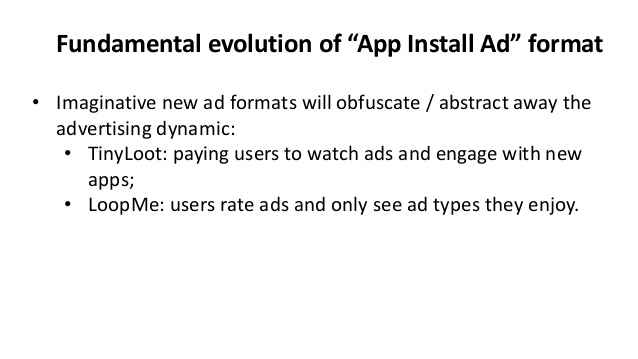 Fundamental evolution of “App Install Ad” format
• Imaginative new ad formats will obfuscate / abstract away the
advertising dynamic:
• TinyLoot: paying users to watch ads and engage with new
apps;
• LoopMe: users rate ads and only see ad types they enjoy.